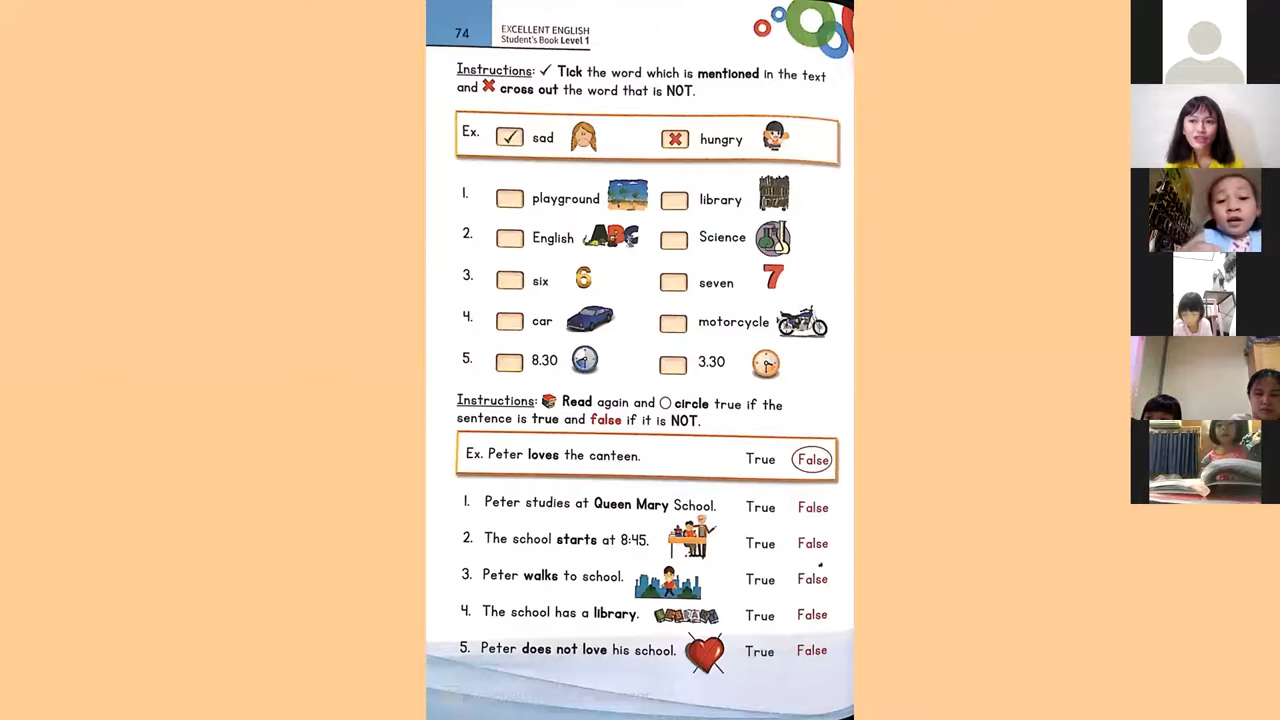 74
EXCELLENT ENGLISH
Student's Book Level 1
Instructions: ✓ Tick the word which is mentioned in the text
and ✖ cross out the word that is NOT.
Ex. ✓ sad ✖ hungry
1. playground library
2. English ABC Science
3. six 6 seven 7
4. car motorcycle
5. 8.30 3.30
Instructions: Read again and circle true if the
sentence is true and false if it is NOT.
Ex. Peter loves the canteen. True False
1. Peter studies at Queen Mary School. True False
2. The school starts at 8:45. True False
3. Peter walks to school. True False
4. The school has a library. True False
5. Peter does not love his school. True False